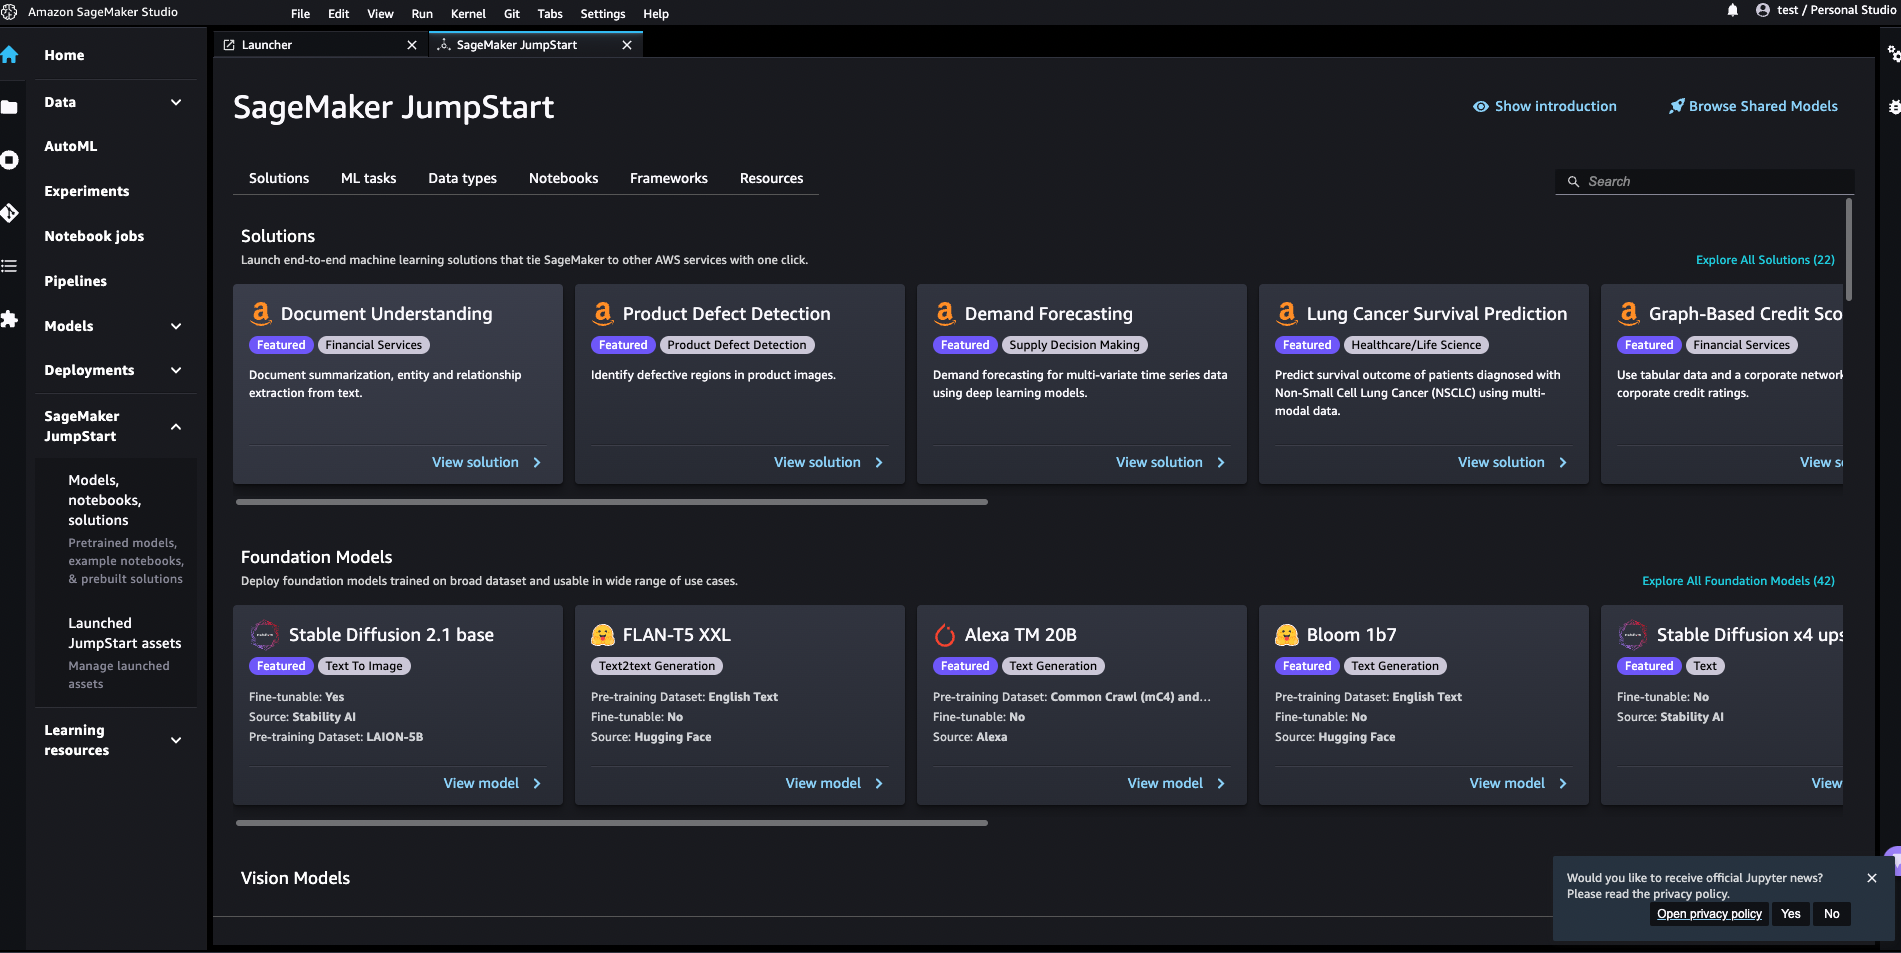 Amazon SageMaker Studio
File Edit View Run Kernel Git Tabs Settings Help
test / Personal Studio
Launcher
SageMaker JumpStart
Home
Data
AutoML
Experiments
Notebook jobs
Pipelines
Models
Deployments
SageMaker
JumpStart
Models,
notebooks,
solutions
Pretrained models,
example notebooks,
& prebuilt solutions
Launched
JumpStart assets
Manage launched
assets
Learning
resources
SageMaker JumpStart
Show introduction
Browse Shared Models
Solutions ML tasks Data types Notebooks Frameworks Resources
Search
Solutions
Launch end-to-end machine learning solutions that tie SageMaker to other AWS services with one click.
Explore All Solutions (22)
Document Understanding
Featured Financial Services
Document summarization, entity and relationship
extraction from text.
View solution
Product Defect Detection
Featured Product Defect Detection
Identify defective regions in product images.
View solution
Demand Forecasting
Featured Supply Decision Making
Demand forecasting for multi-variate time series data
using deep learning models.
View solution
Lung Cancer Survival Prediction
Featured Healthcare/Life Science
Predict survival outcome of patients diagnosed with
Non-Small Cell Lung Cancer (NSCLC) using multi-
modal data.
View solution
Graph-Based Credit Sco
Featured Financial Services
Use tabular data and a corporate network
corporate credit ratings.
View s
Foundation Models
Deploy foundation models trained on broad dataset and usable in wide range of use cases.
Explore All Foundation Models (42)
Stable Diffusion 2.1 base
Featured Text To Image
Fine-tunable: Yes
Source: Stability AI
Pre-training Dataset: LAION-5B
View model
FLAN-T5 XXL
Text2text Generation
Pre-training Dataset: English Text
Fine-tunable: No
Source: Hugging Face
View model
Alexa TM 20B
Featured Text Generation
Pre-training Dataset: Common Crawl (mC4) and...
Fine-tunable: No
Source: Alexa
View model
Bloom 1b7
Featured Text Generation
Pre-training Dataset: English Text
Fine-tunable: No
Source: Hugging Face
View model
Stable Diffusion x4 ups
Featured Text
Fine-tunable: No
Source: Stability AI
View
Vision Models
Would you like to receive official Jupyter news?
Please read the privacy policy.
Open privacy policy Yes No